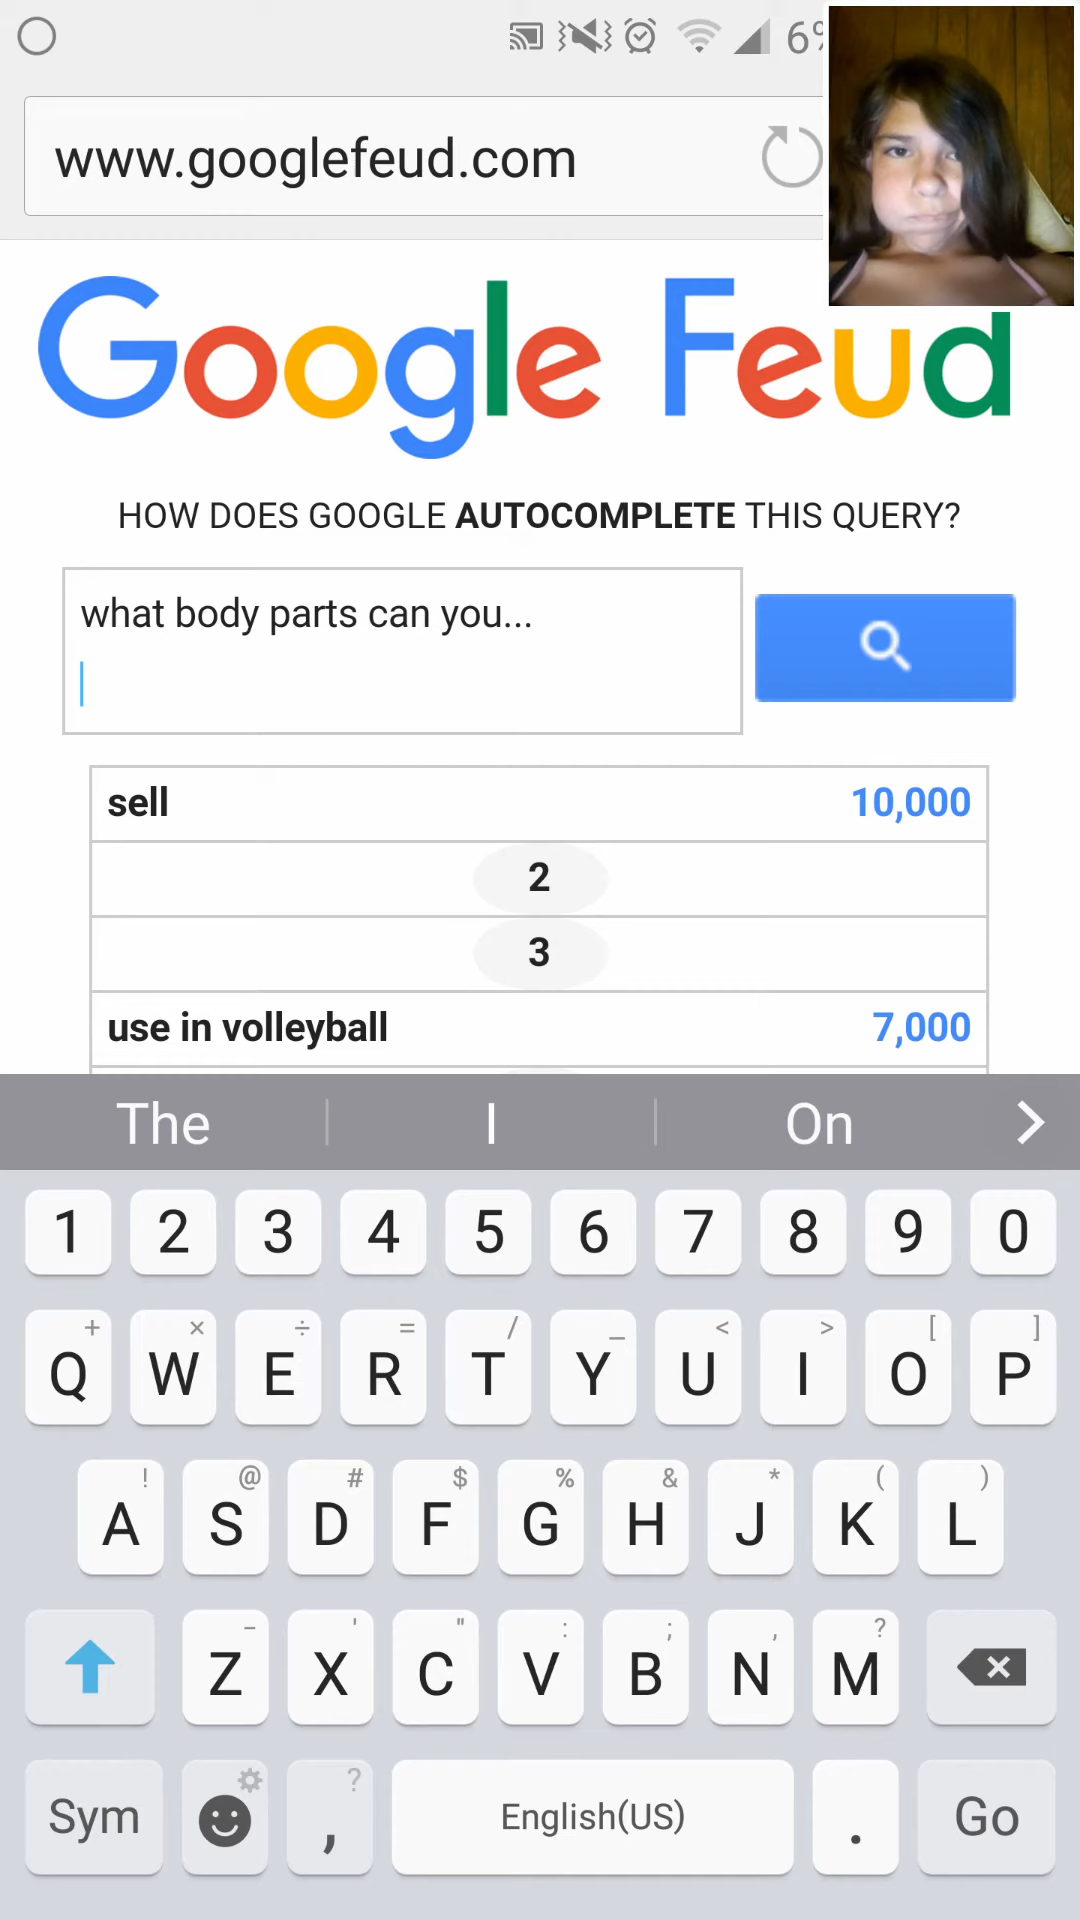 6%
www.googlefeud.com
Google Feud
HOW DOES GOOGLE AUTOCOMPLETE THIS QUERY?
what body parts can you...
sell 10,000
2
3
use in volleyball 7,000
The I On
1 2 3 4 5 6 7 8 9 0
+ × ÷ = / _ < > [ ]
Q W E R T Y U I O P
! @ # $ % & * ( )
A S D F G H J K L
- ' " : ; , ?
Z X C V B N M
?
Sym , English(US) . Go